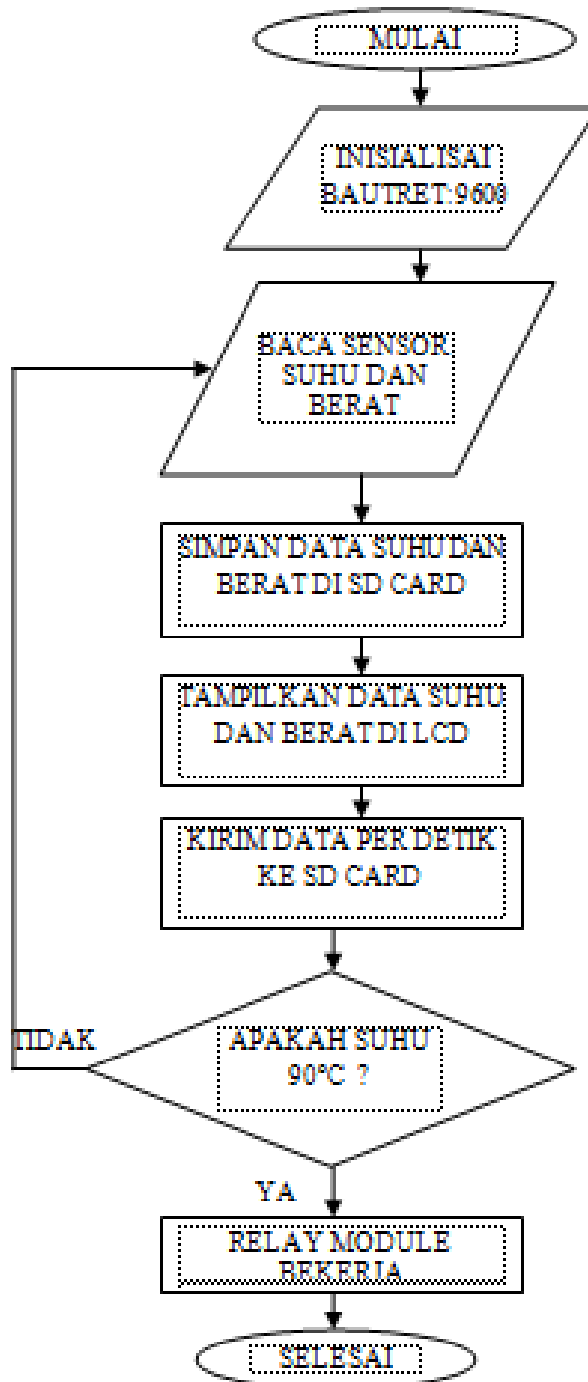 MULAI
INISIALISAI
BAUTRET:9600
BACA SENSOR
SUHU DAN
BERAT
SIMPAN DATA SUHU DAN
BERAT DI SD CARD
TAMPILKAN DATA SUHU
DAN BERAT DI LCD
KIRIM DATA PER DETIK
KE SD CARD
TIDAK
APAKAH SUHU
90°C ?
YA
RELAY MODULE
BEKERJA
SELESAI